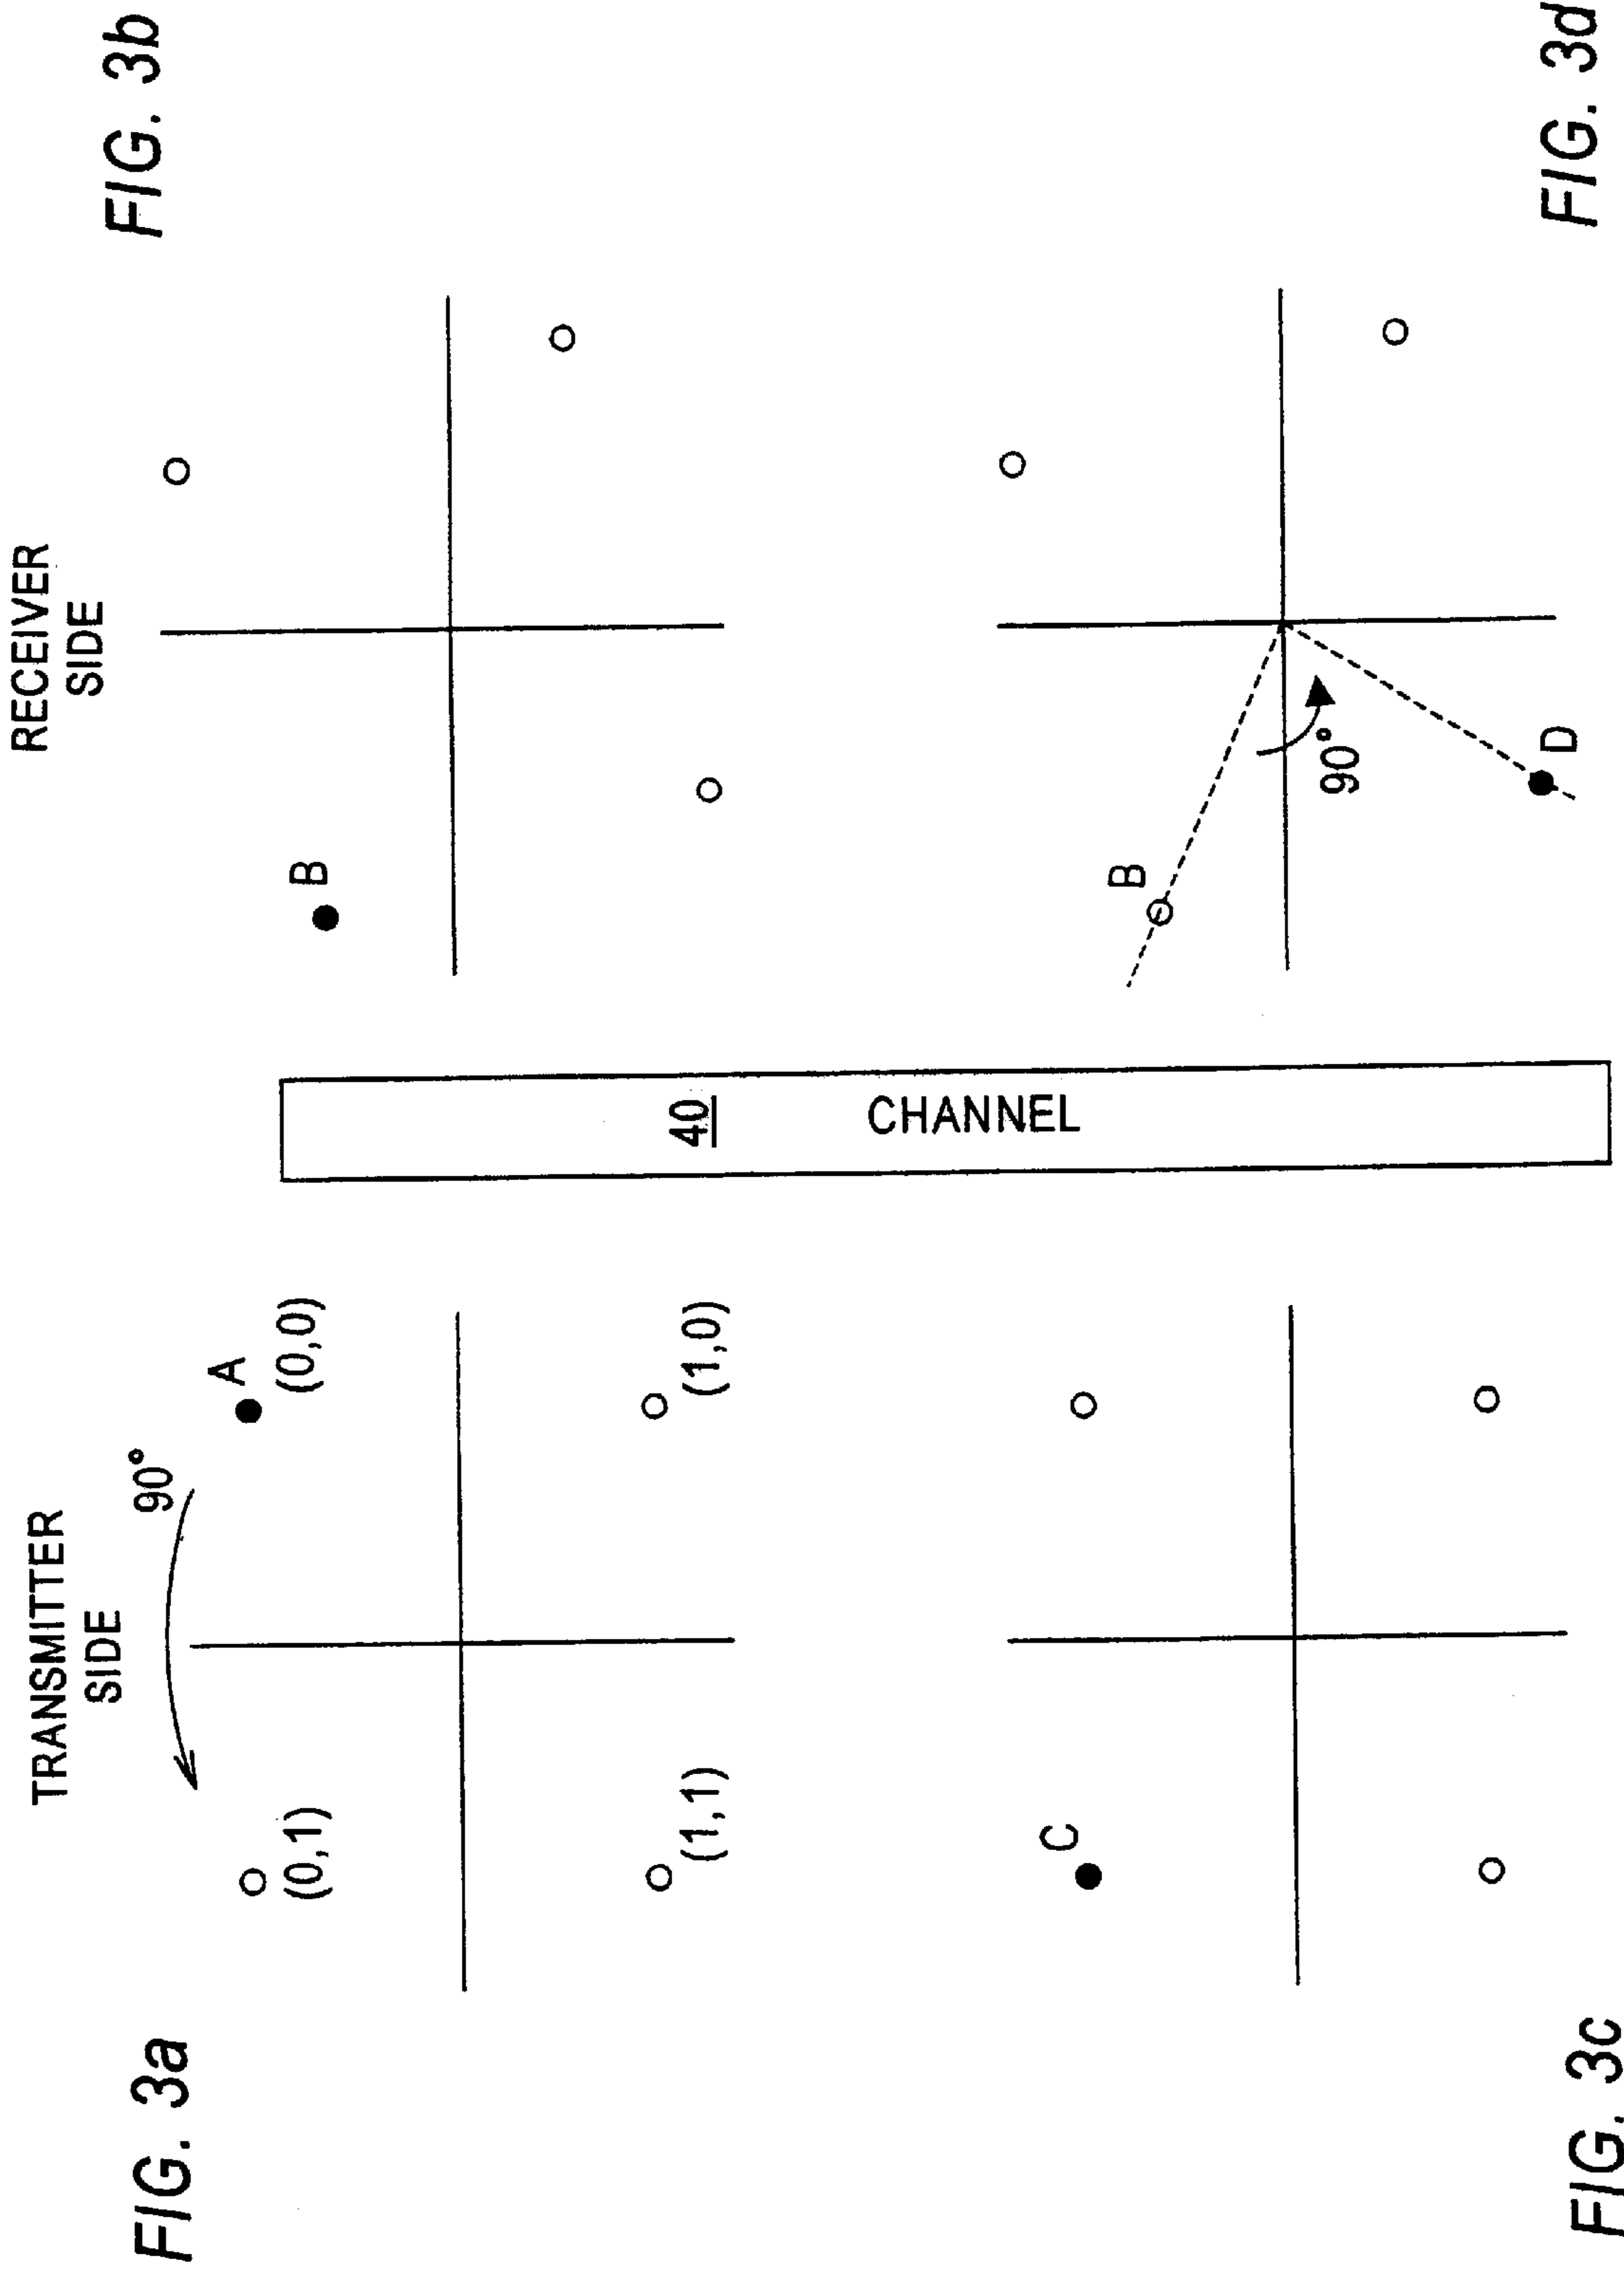 TRANSMITTER
SIDE
RECEIVER
SIDE
FIG. 3a
90°
A
(0,0)
(0,1)
(1,1)
(1,0)
FIG. 3b
B
40
CHANNEL
FIG. 3c
C
FIG. 3d
B
90°
D